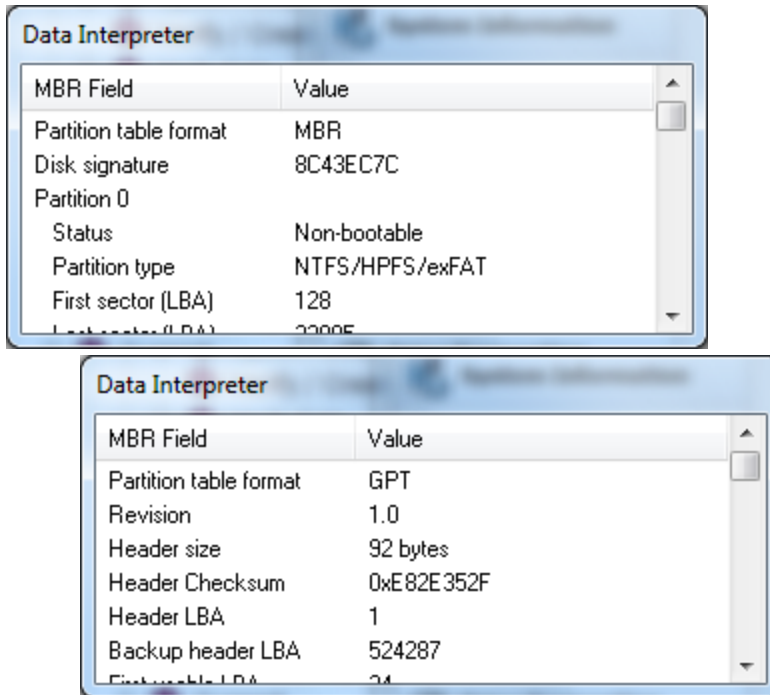 Data Interpreter
MBR Field Value
Partition table format MBR
Disk signature 8C43EC7C
Partition 0
Status Non-bootable
Partition type NTFS/HPFS/exFAT
First sector (LBA) 128
Data Interpreter
MBR Field Value
Partition table format GPT
Revision 1.0
Header size 92 bytes
Header Checksum 0xE82E352F
Header LBA 1
Backup header LBA 524287